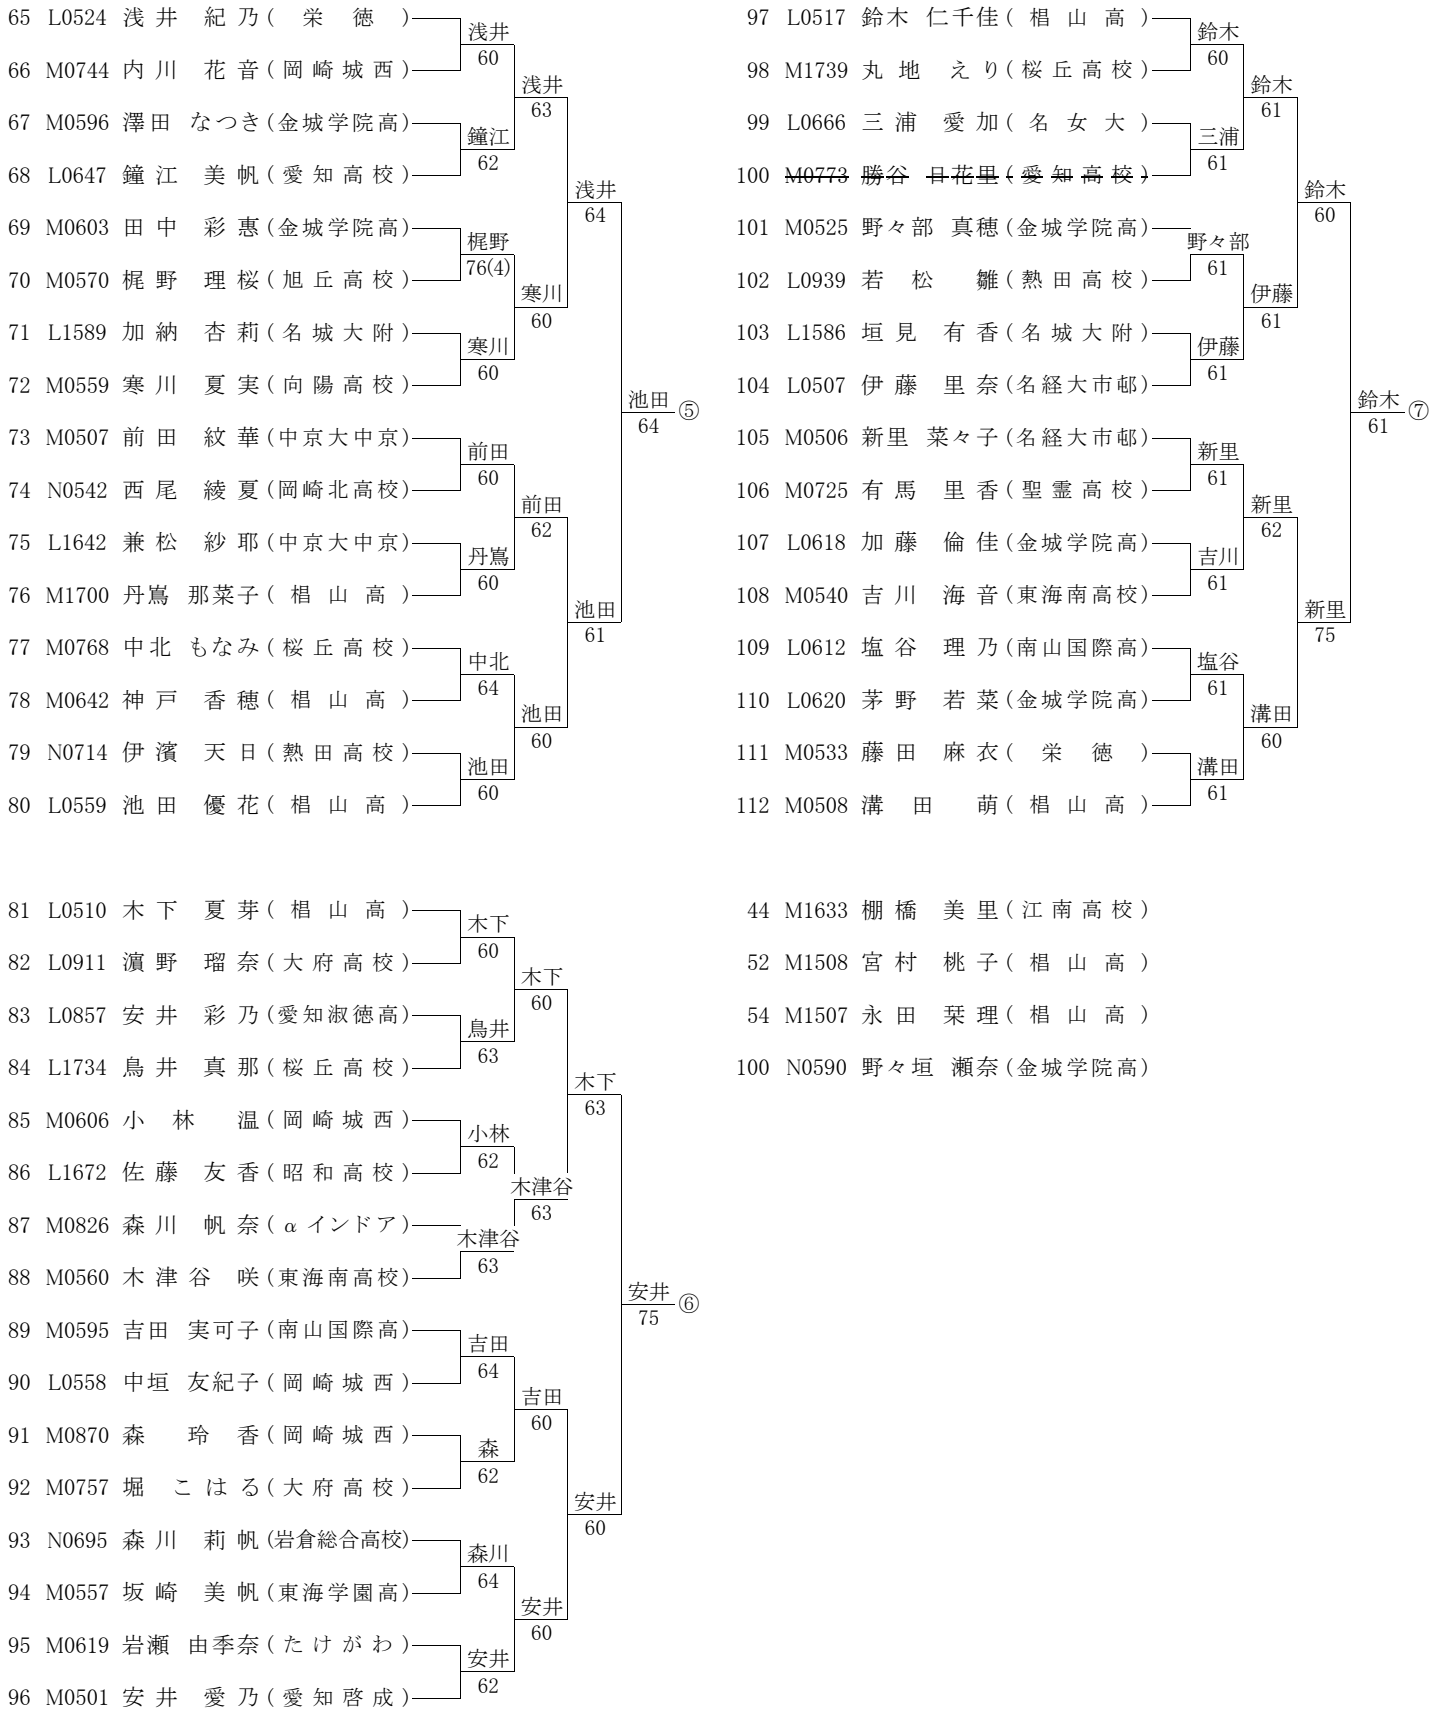 65 L0524 浅井 紀乃(栄徳)
浅井
60
66 M0744 内川 花音(岡崎城西)
浅井
63
67 M0596 澤田 なつき(金城学院高)
鐘江
62
68 L0647 鐘江 美帆(愛知高校)
浅井
64
69 M0603 田中 彩惠(金城学院高)
梶野
76(4)
70 M0570 梶野 理桜(旭丘高校)
寒川
60
71 L1589 加納 杏莉(名城大附)
寒川
60
72 M0559 寒川 夏実(向陽高校)
池田 ⑤
64
73 M0507 前田 紋華(中京大中京)
前田
60
74 N0542 西尾 綾夏(岡崎北高校)
前田
62
75 L1642 兼松 紗耶(中京大中京)
丹嶌
60
76 M1700 丹嶌 那菜子(椙山高)
池田
61
77 M0768 中北 もなみ(桜丘高校)
中北
64
78 M0642 神戸 香穂(椙山高)
池田
60
79 N0714 伊濱 天日(熱田高校)
池田
60
80 L0559 池田 優花(椙山高)
81 L0510 木下 夏芽(椙山高)
木下
60
82 L0911 濵野 瑠奈(大府高校)
木下
60
83 L0857 安井 彩乃(愛知淑徳高)
鳥井
63
84 L1734 鳥井 真那(桜丘高校)
木下
63
85 M0606 小林 温(岡崎城西)
小林
62
86 L1672 佐藤 友香(昭和高校)
木津谷
63
87 M0826 森川 帆奈(αインドア)
木津谷
63
88 M0560 木津谷 咲(東海南高校)
安井 ⑥
75
89 M0595 吉田 実可子(南山国際高)
吉田
64
90 L0558 中垣 友紀子(岡崎城西)
吉田
60
91 M0870 森 玲香(岡崎城西)
森
62
92 M0757 堀 こはる(大府高校)
安井
60
93 N0695 森川 莉帆(岩倉総合高校)
森川
64
94 M0557 坂崎 美帆(東海学園高)
安井
60
95 M0619 岩瀬 由季奈(たけがわ)
安井
62
96 M0501 安井 愛乃(愛知啓成)
97 L0517 鈴木 仁千佳(椙山高)
鈴木
60
98 M1739 丸地 えり(桜丘高校)
鈴木
61
99 L0666 三浦 愛加(名女大)
三浦
61
100 M0773 勝谷 日花里(愛知高校)
鈴木
60
101 M0525 野々部 真穂(金城学院高)
野々部
61
102 L0939 若松 雛(熱田高校)
伊藤
61
103 L1586 垣見 有香(名城大附)
伊藤
61
104 L0507 伊藤 里奈(名経大市邨)
鈴木 ⑦
61
105 M0506 新里 菜々子(名経大市邨)
新里
61
106 M0725 有馬 里香(聖霊高校)
新里
62
107 L0618 加藤 倫佳(金城学院高)
吉川
61
108 M0540 吉川 海音(東海南高校)
新里
75
109 L0612 塩谷 理乃(南山国際高)
塩谷
61
110 L0620 茅野 若菜(金城学院高)
溝田
60
111 M0533 藤田 麻衣(栄徳)
溝田
61
112 M0508 溝田 萌(椙山高)
44 M1633 棚橋 美里(江南高校)
52 M1508 宮村 桃子(椙山高)
54 M1507 永田 栞理(椙山高)
100 N0590 野々垣 瀬奈(金城学院高)